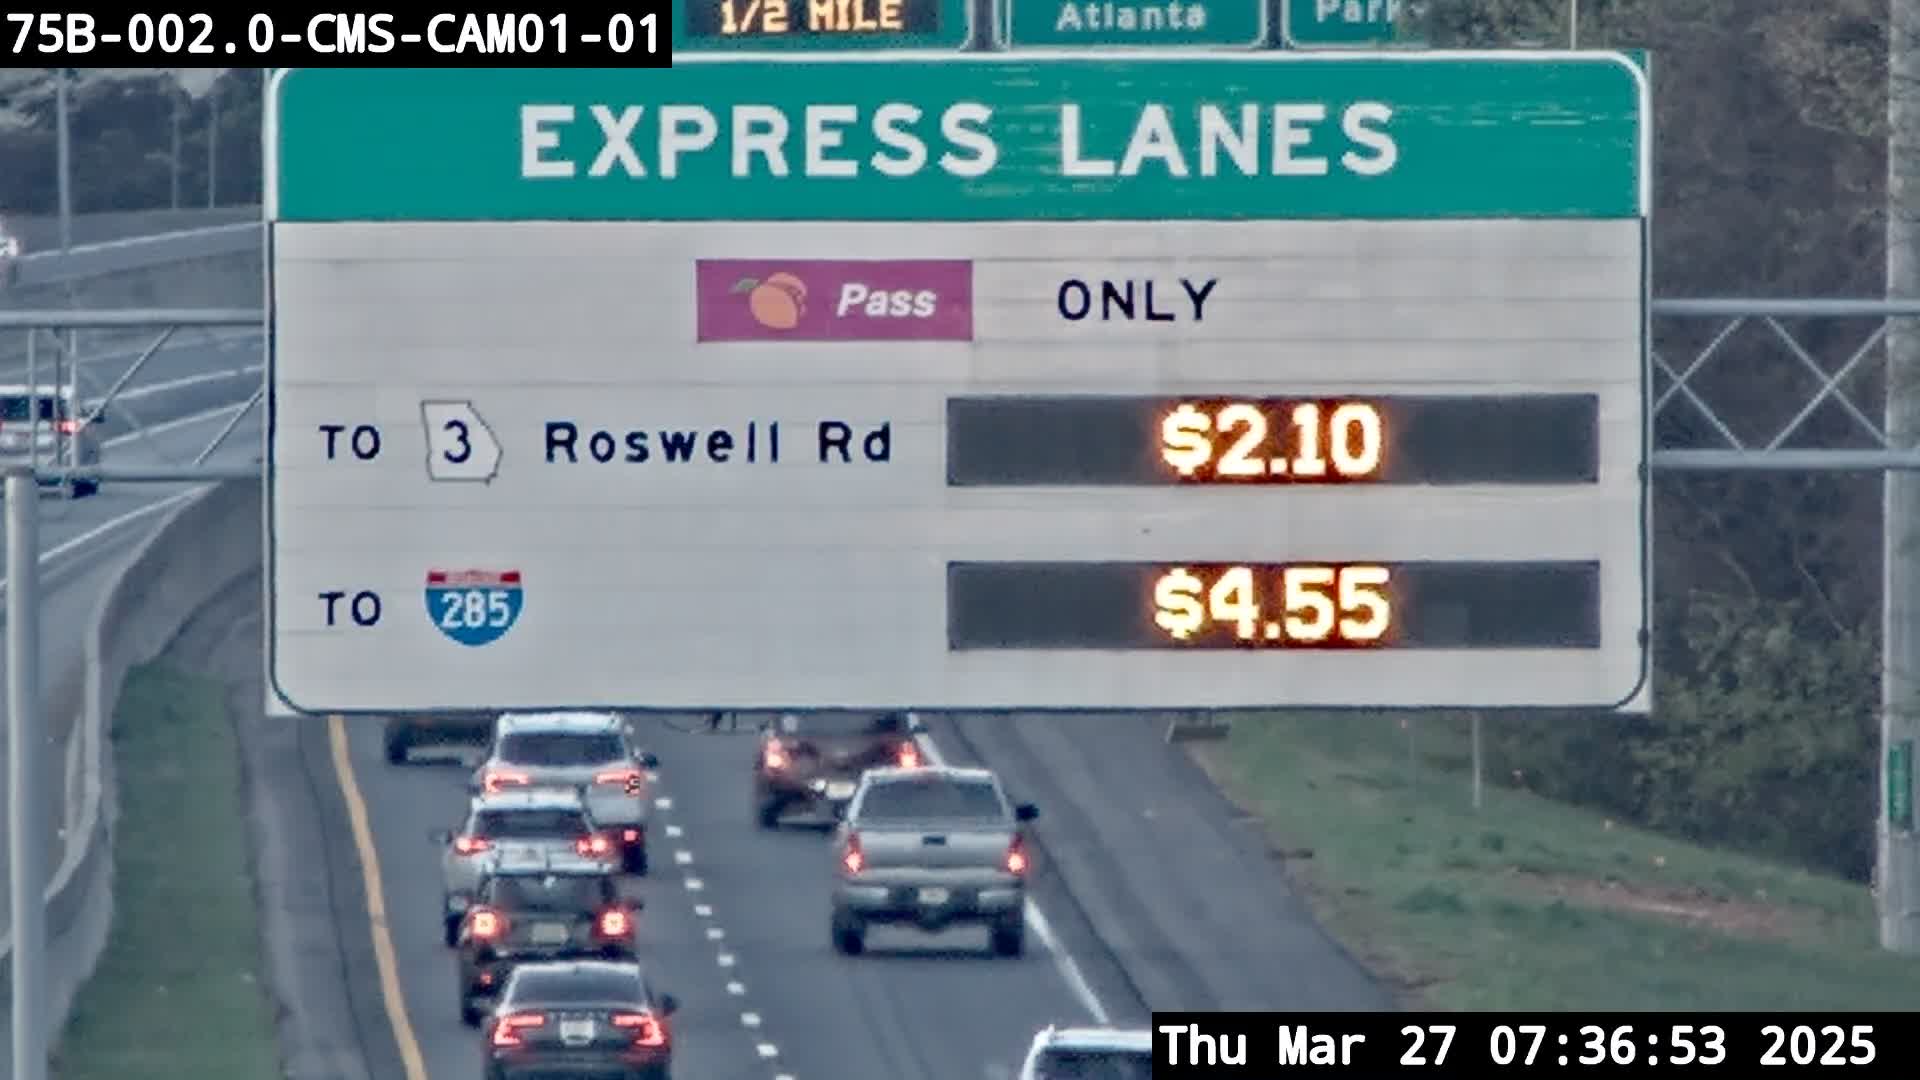 75B-002.0-CMS-CAM01-01
1/2 MILE
Atlanta
EXPRESS LANES
Pass ONLY
TO 3 Roswell Rd $2.10
TO 285 $4.55
Thu Mar 27 07:36:53 2025